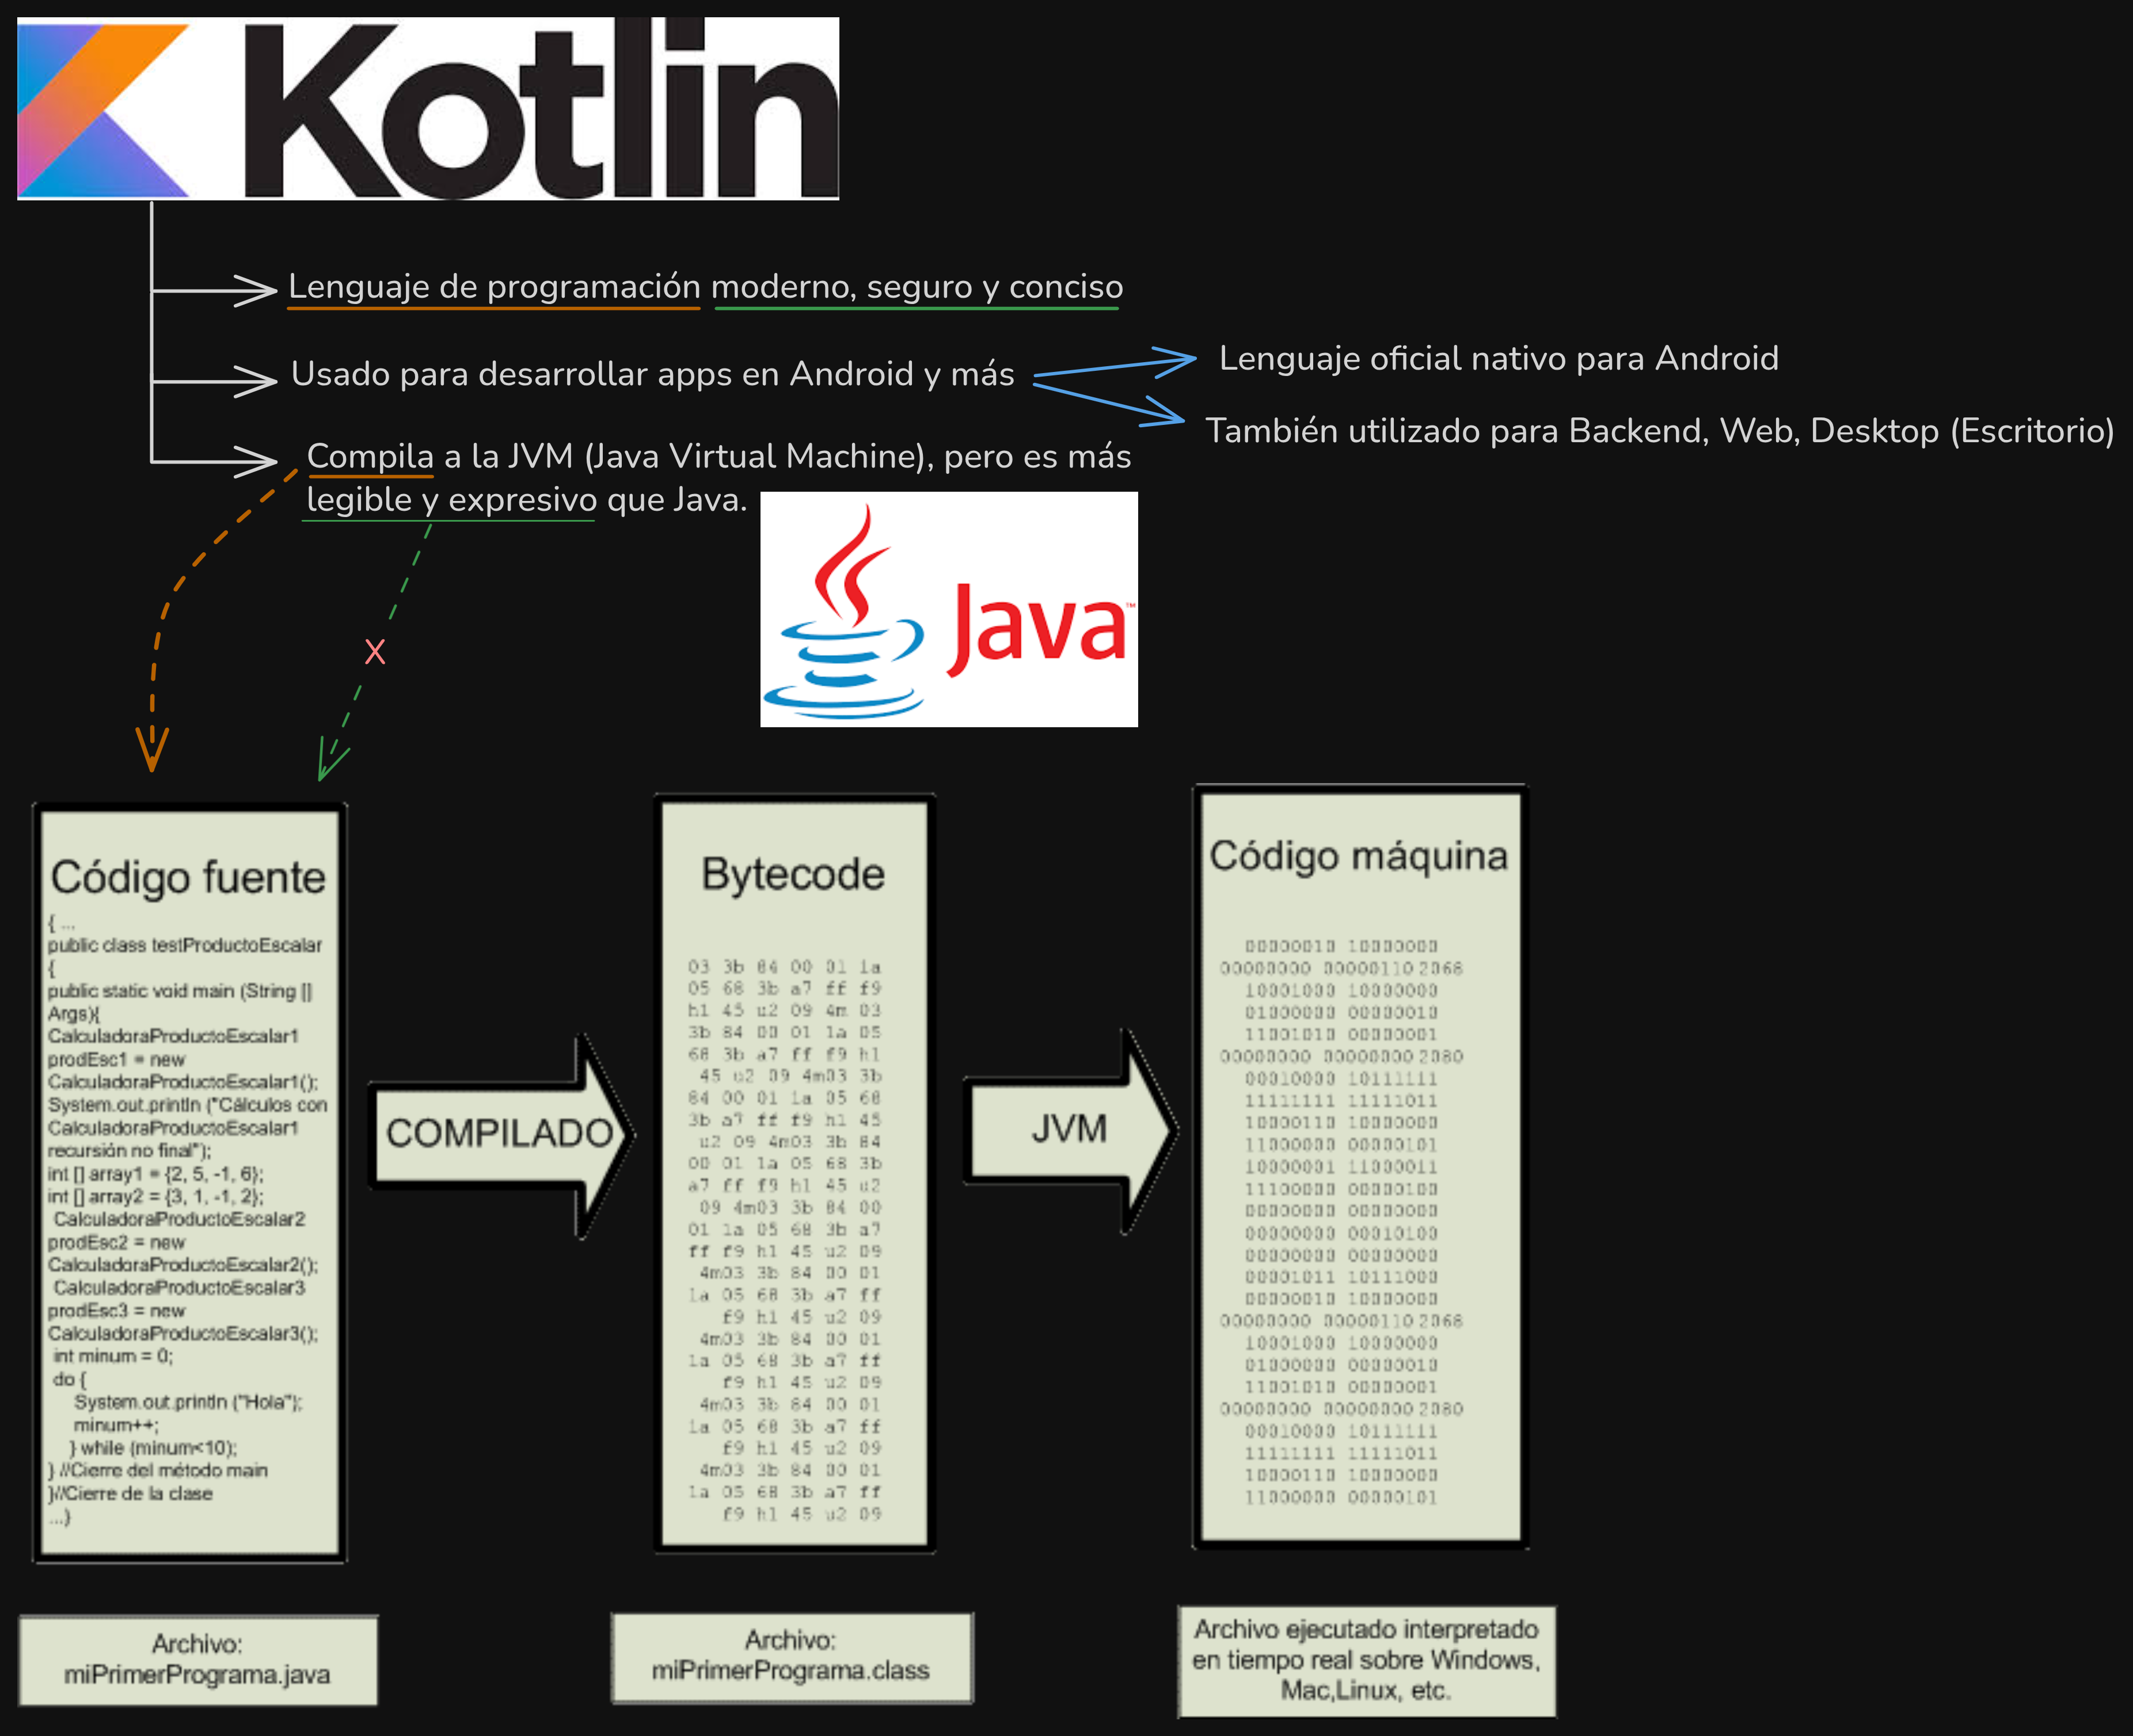 Kotlin
Lenguaje de programación moderno, seguro y conciso
Usado para desarrollar apps en Android y más
Lenguaje oficial nativo para Android
También utilizado para Backend, Web, Desktop (Escritorio)
Compila a la JVM (Java Virtual Machine), pero es más
legible y expresivo que Java.
Java™
X
Código fuente
{ ...
public class testProductoEscalar
{
public static void main (String []
Args){
CalculadoraProductoEscalar1
prodEsc1 = new
CalculadoraProductoEscalar1();
System.out.println ("Cálculos con
CalculadoraProductoEscalar1
recursión no final");
int [] array1 = {2, 5, -1, 6};
int [] array2 = {3, 1, -1, 2};
CalculadoraProductoEscalar2
prodEsc2 = new
CalculadoraProductoEscalar2();
CalculadoraProductoEscalar3
prodEsc3 = new
CalculadoraProductoEscalar3();
int minum = 0;
do {
System.out.println ("Hola");
minum++;
} while (minum<10);
} //Cierre del método main
}//Cierre de la clase
...}
COMPILADO
Bytecode
03 3b 84 00 01 1a
05 68 3b a7 ff f9
h1 45 u2 09 4m 03
3b 84 00 01 1a 05
68 3b a7 ff f9 h1
45 u2 09 4m03 3b
84 00 01 1a 05 68
3b a7 ff f9 h1 45
u2 09 4m03 3b 84
00 01 1a 05 68 3b
a7 ff f9 h1 45 u2
09 4m03 3b 84 00
01 1a 05 68 3b a7
ff f9 h1 45 u2 09
4m03 3b 84 00 01
1a 05 68 3b a7 ff
f9 h1 45 u2 09
4m03 3b 84 00 01
1a 05 68 3b a7 ff
f9 h1 45 u2 09
4m03 3b 84 00 01
1a 05 68 3b a7 ff
f9 h1 45 u2 09
4m03 3b 84 00 01
1a 05 68 3b a7 ff
f9 h1 45 u2 09
JVM
Código máquina
00000010 10000000
00000000 00000110 2068
10001000 10000000
01000000 00000010
11001010 00000001
00000000 00000000 2080
00010000 10111111
11111111 11111011
10000110 10000000
11000000 00000101
10000001 11000011
11100000 00000100
00000000 00000000
00000000 00010100
00000000 00000000
00001011 10111000
00000010 10000000
00000000 00000110 2068
10001000 10000000
01000000 00000010
11001010 00000001
00000000 00000000 2080
00010000 10111111
11111111 11111011
10000110 10000000
11000000 00000101
Archivo:
miPrimerPrograma.java
Archivo:
miPrimerPrograma.class
Archivo ejecutado interpretado
en tiempo real sobre Windows,
Mac,Linux, etc.